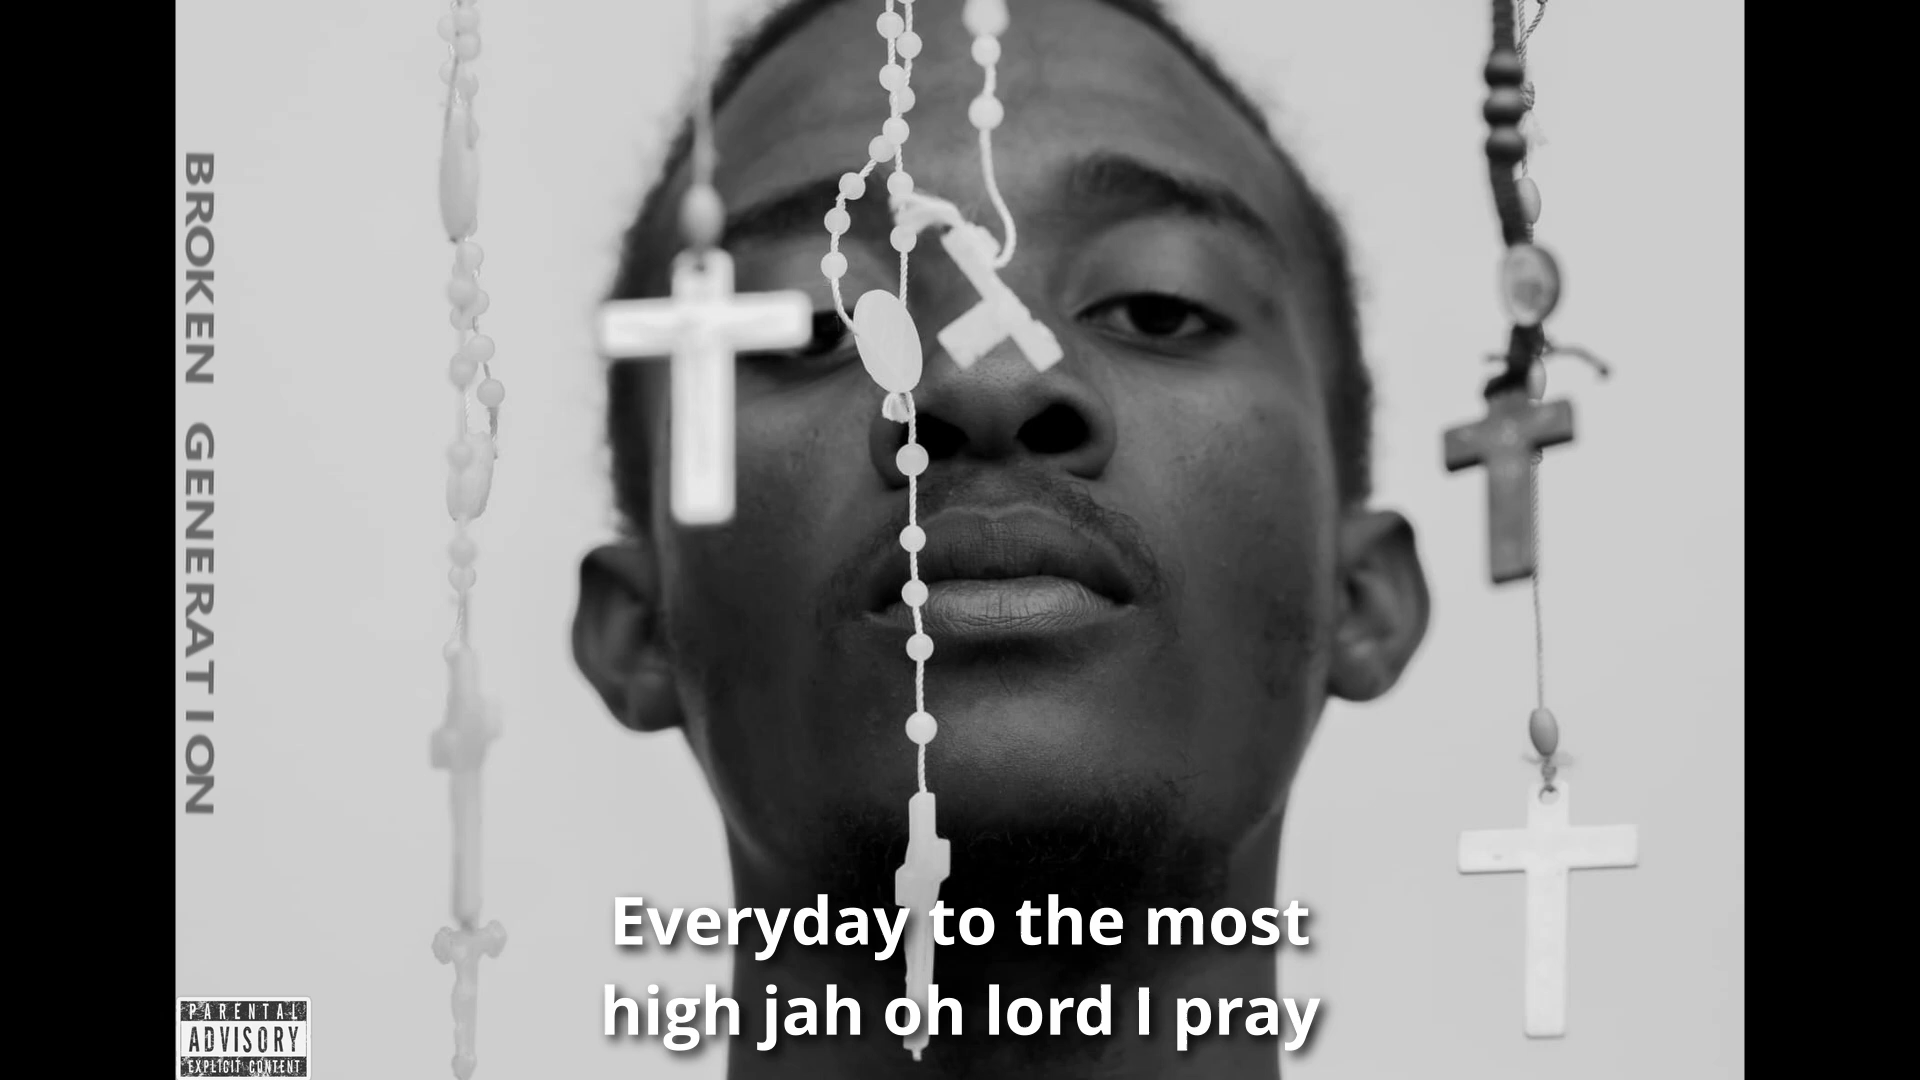 BROKEN GENERATION
PARENTAL
ADVISORY
EXPLICIT CONTENT
Everyday to the most
high jah oh lord I pray